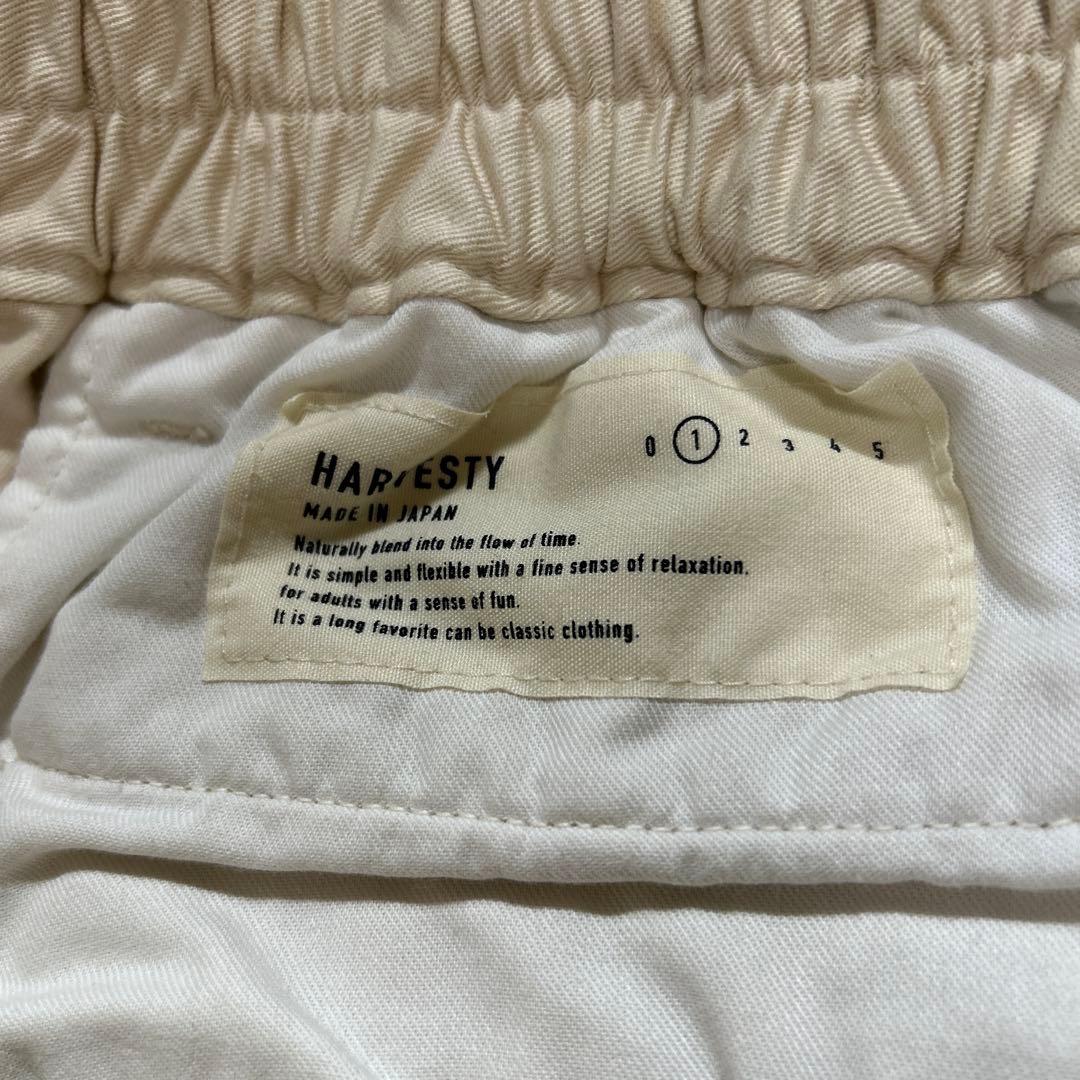 HARVESTY
0 1 2 3 4 5
MADE IN JAPAN
Naturally blend into the flow of time.
It is simple and flexible with a fine sense of relaxation.
for adults with a sense of fun.
It is a long favorite can be classic clothing.